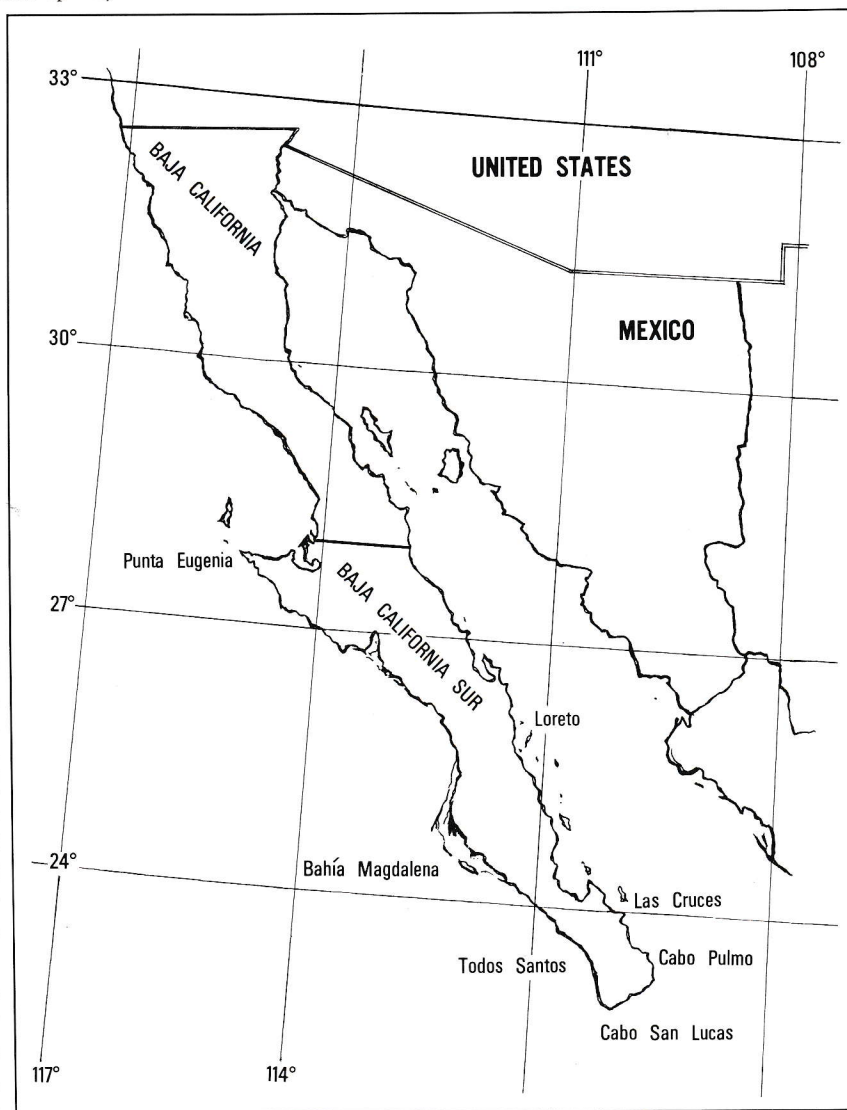 111°
108°
33°
UNITED STATES
BAJA CALIFORNIA
MEXICO
30°
Punta Eugenia
27°
BAJA CALIFORNIA SUR
Loreto
24°
Bahía Magdalena
Las Cruces
Todos Santos
Cabo Pulmo
Cabo San Lucas
117°
114°